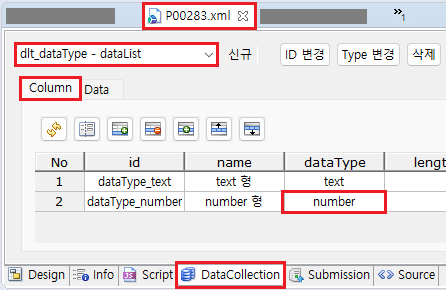 P00283.xml
»1
dlt_dataType - dataList 신규 ID 변경 Type 변경 삭제
Column Data
No id name dataType length
1 dataType_text text 형 text
2 dataType_number number 형 number
Design Info Script DataCollection Submission Source